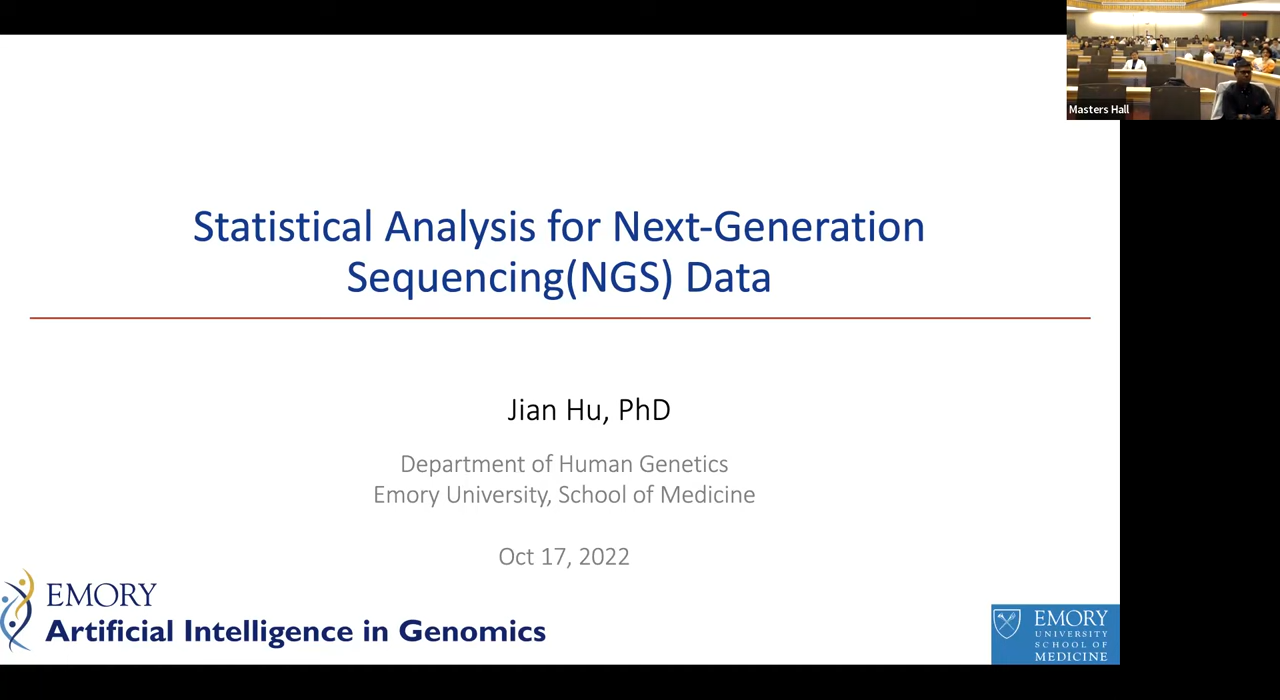 Masters Hall
Statistical Analysis for Next-Generation
Sequencing(NGS) Data
Jian Hu, PhD
Department of Human Genetics
Emory University, School of Medicine
Oct 17, 2022
EMORY
Artificial Intelligence in Genomics
EMORY
UNIVERSITY
SCHOOL OF
MEDICINE